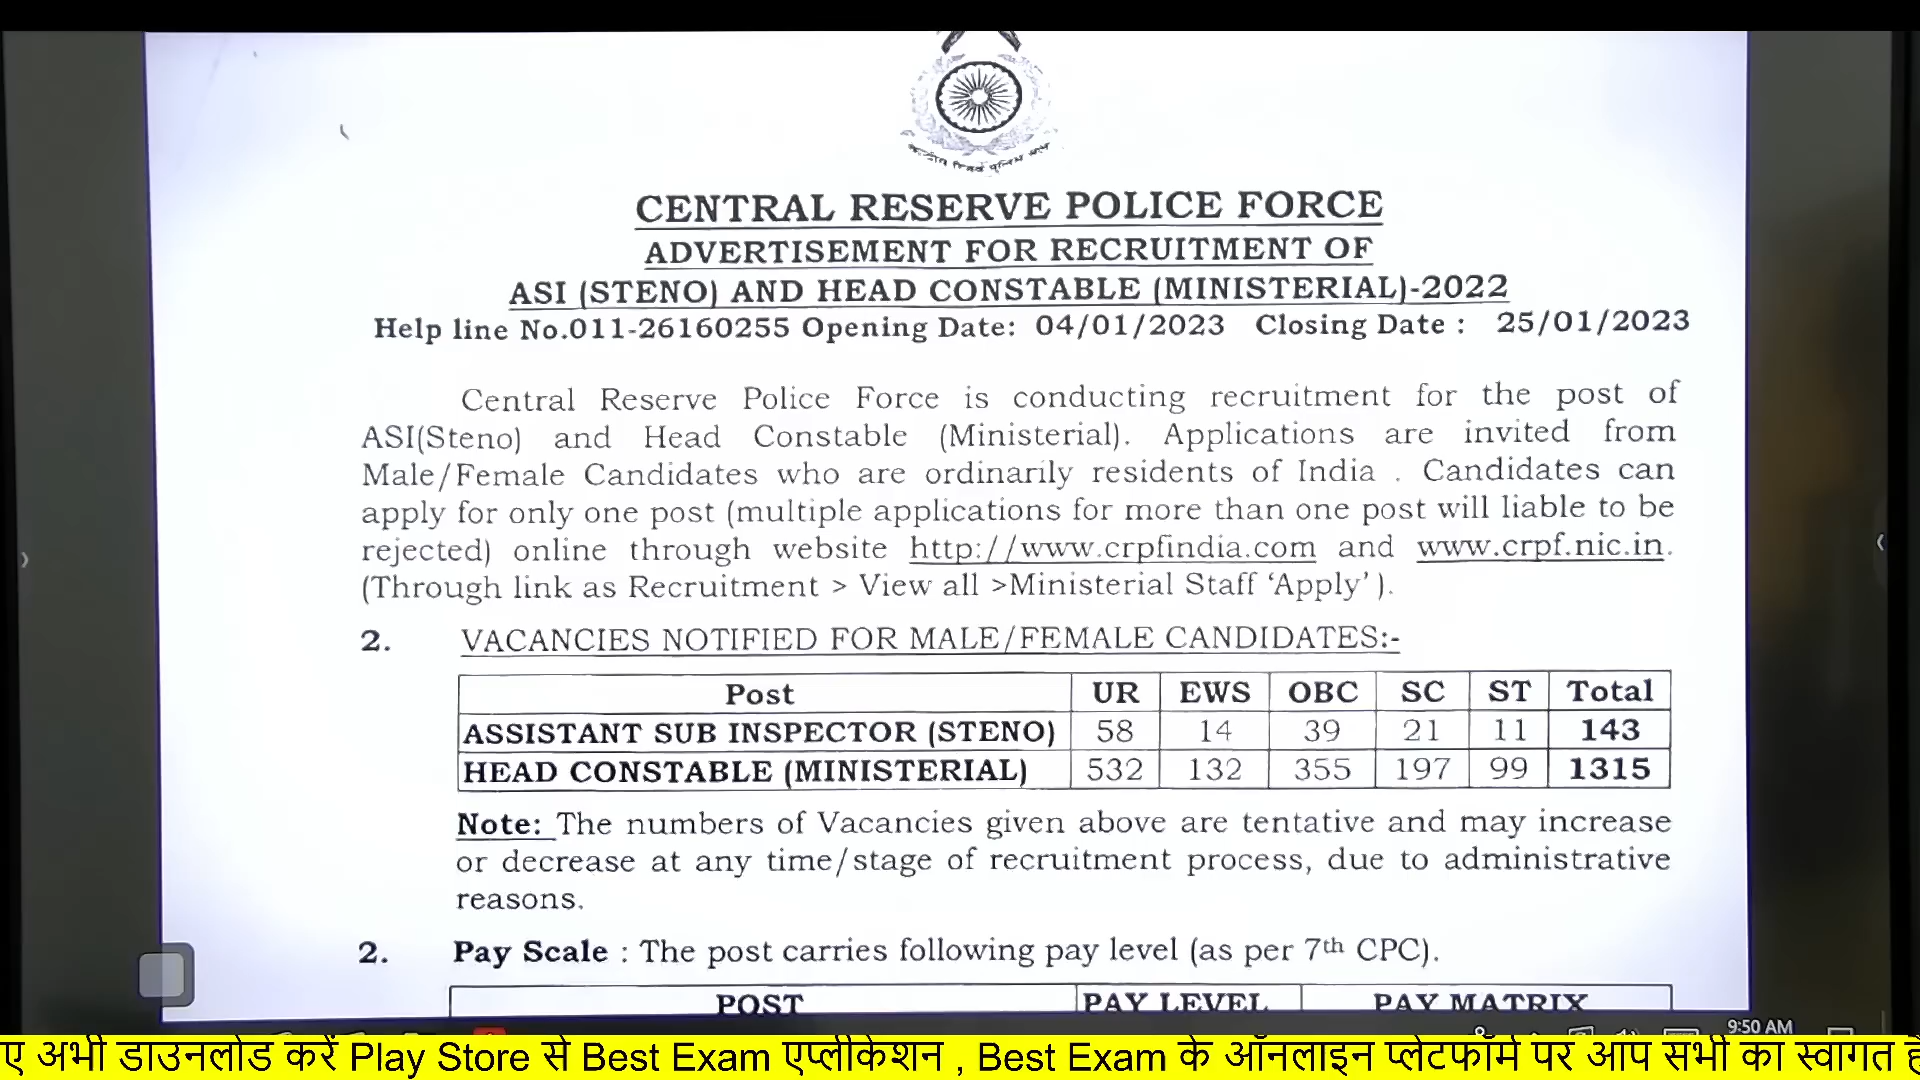 केन्द्रीय रिजर्व पुलिस बल
CENTRAL RESERVE POLICE FORCE
ADVERTISEMENT FOR RECRUITMENT OF
ASI (STENO) AND HEAD CONSTABLE (MINISTERIAL)-2022
Help line No.011-26160255 Opening Date: 04/01/2023 Closing Date : 25/01/2023
Central Reserve Police Force is conducting recruitment for the post of
ASI(Steno) and Head Constable (Ministerial). Applications are invited from
Male/Female Candidates who are ordinarily residents of India . Candidates can
apply for only one post (multiple applications for more than one post will liable to be
rejected) online through website http://www.crpfindia.com and www.crpf.nic.in.
(Through link as Recruitment > View all >Ministerial Staff ‘Apply’ ).
2. VACANCIES NOTIFIED FOR MALE/FEMALE CANDIDATES:-
Post UR EWS OBC SC ST Total
ASSISTANT SUB INSPECTOR (STENO) 58 14 39 21 11 143
HEAD CONSTABLE (MINISTERIAL) 532 132 355 197 99 1315
Note: The numbers of Vacancies given above are tentative and may increase
or decrease at any time/stage of recruitment process, due to administrative
reasons.
2. Pay Scale : The post carries following pay level (as per 7th CPC).
POST PAY LEVEL PAY MATRIX
9:50 AM
ए अभी डाउनलोड करें Play Store से Best Exam एप्लीकेशन , Best Exam के ऑनलाइन प्लेटफॉर्म पर आप सभी का स्वागत है